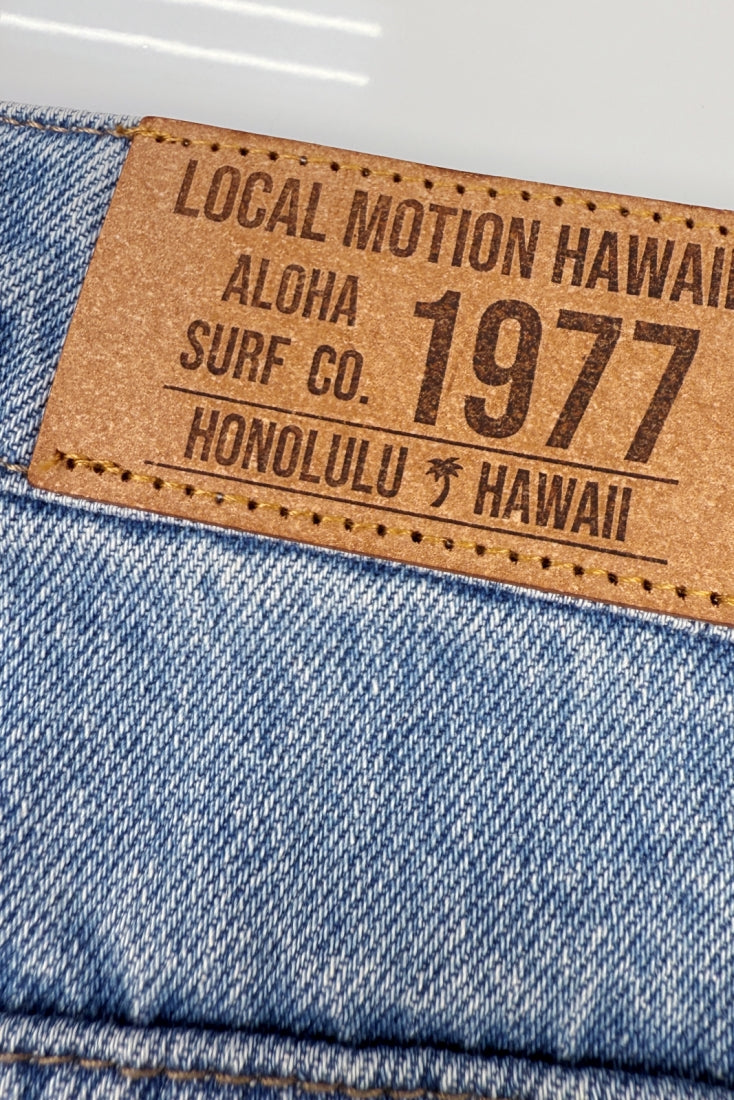 LOCAL MOTION HAWAII
ALOHA
SURF CO.
1977
HONOLULU HAWAII